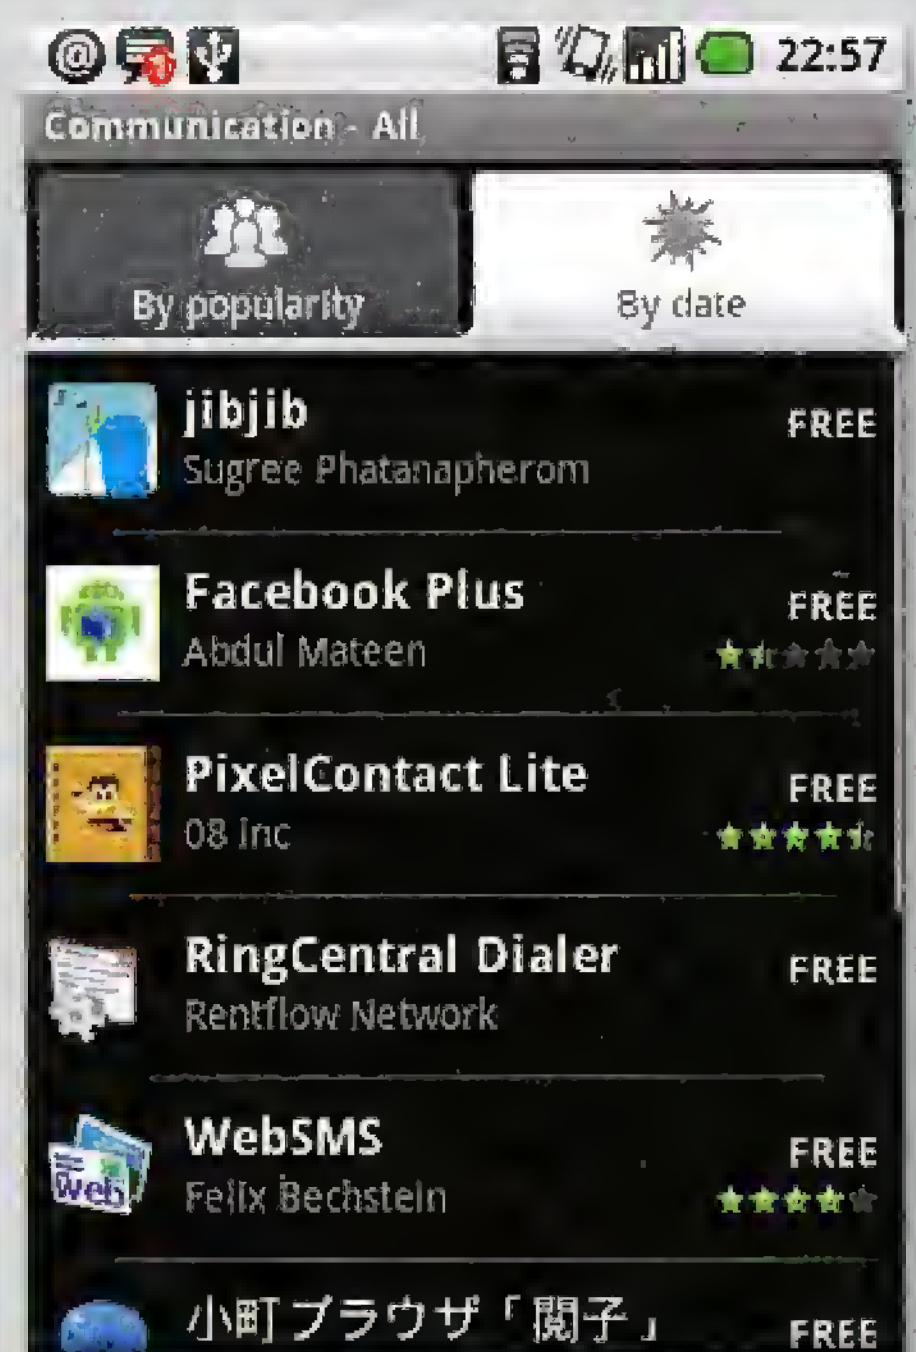 22:57
Communication - All
By popularity
By date
jibjib
FREE
Sugree Phatanapherom
Facebook Plus
FREE
Abdul Mateen
PixelContact Lite
FREE
08 Inc
RingCentral Dialer
FREE
Rentflow Network
WebSMS
FREE
Felix Bechstein
Web
小町ブラウザ「閲子」
FREE